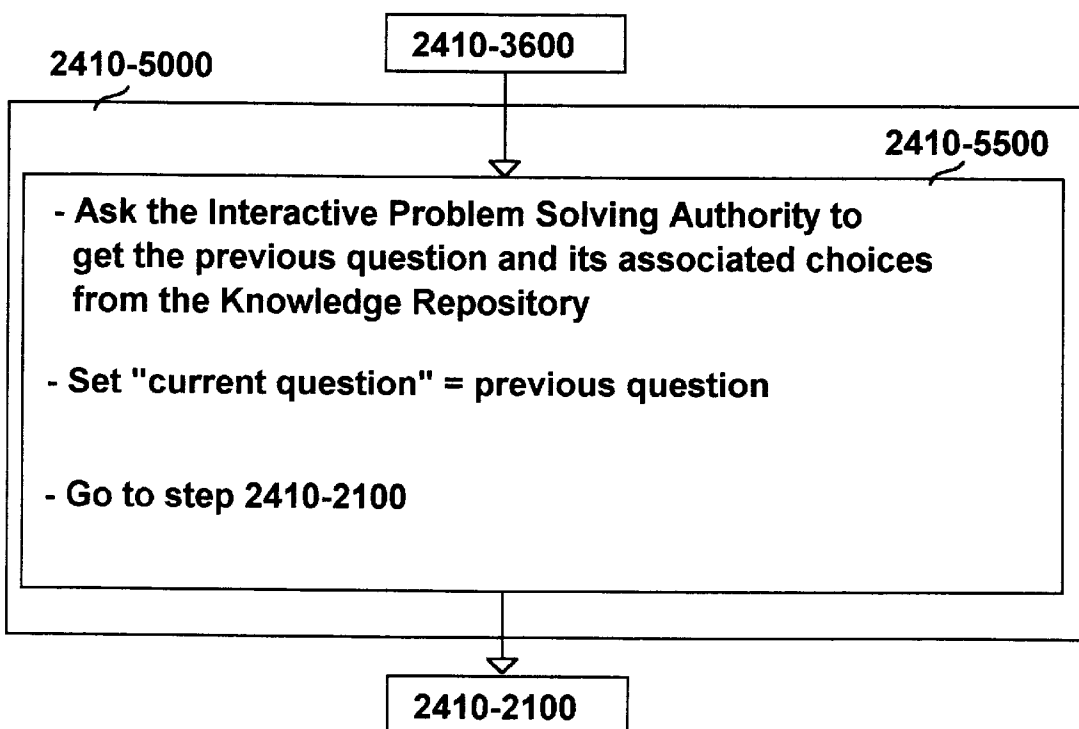 2410-3600
2410-5000
2410-5500
- Ask the Interactive Problem Solving Authority to
get the previous question and its associated choices
from the Knowledge Repository
- Set "current question" = previous question
- Go to step 2410-2100
2410-2100